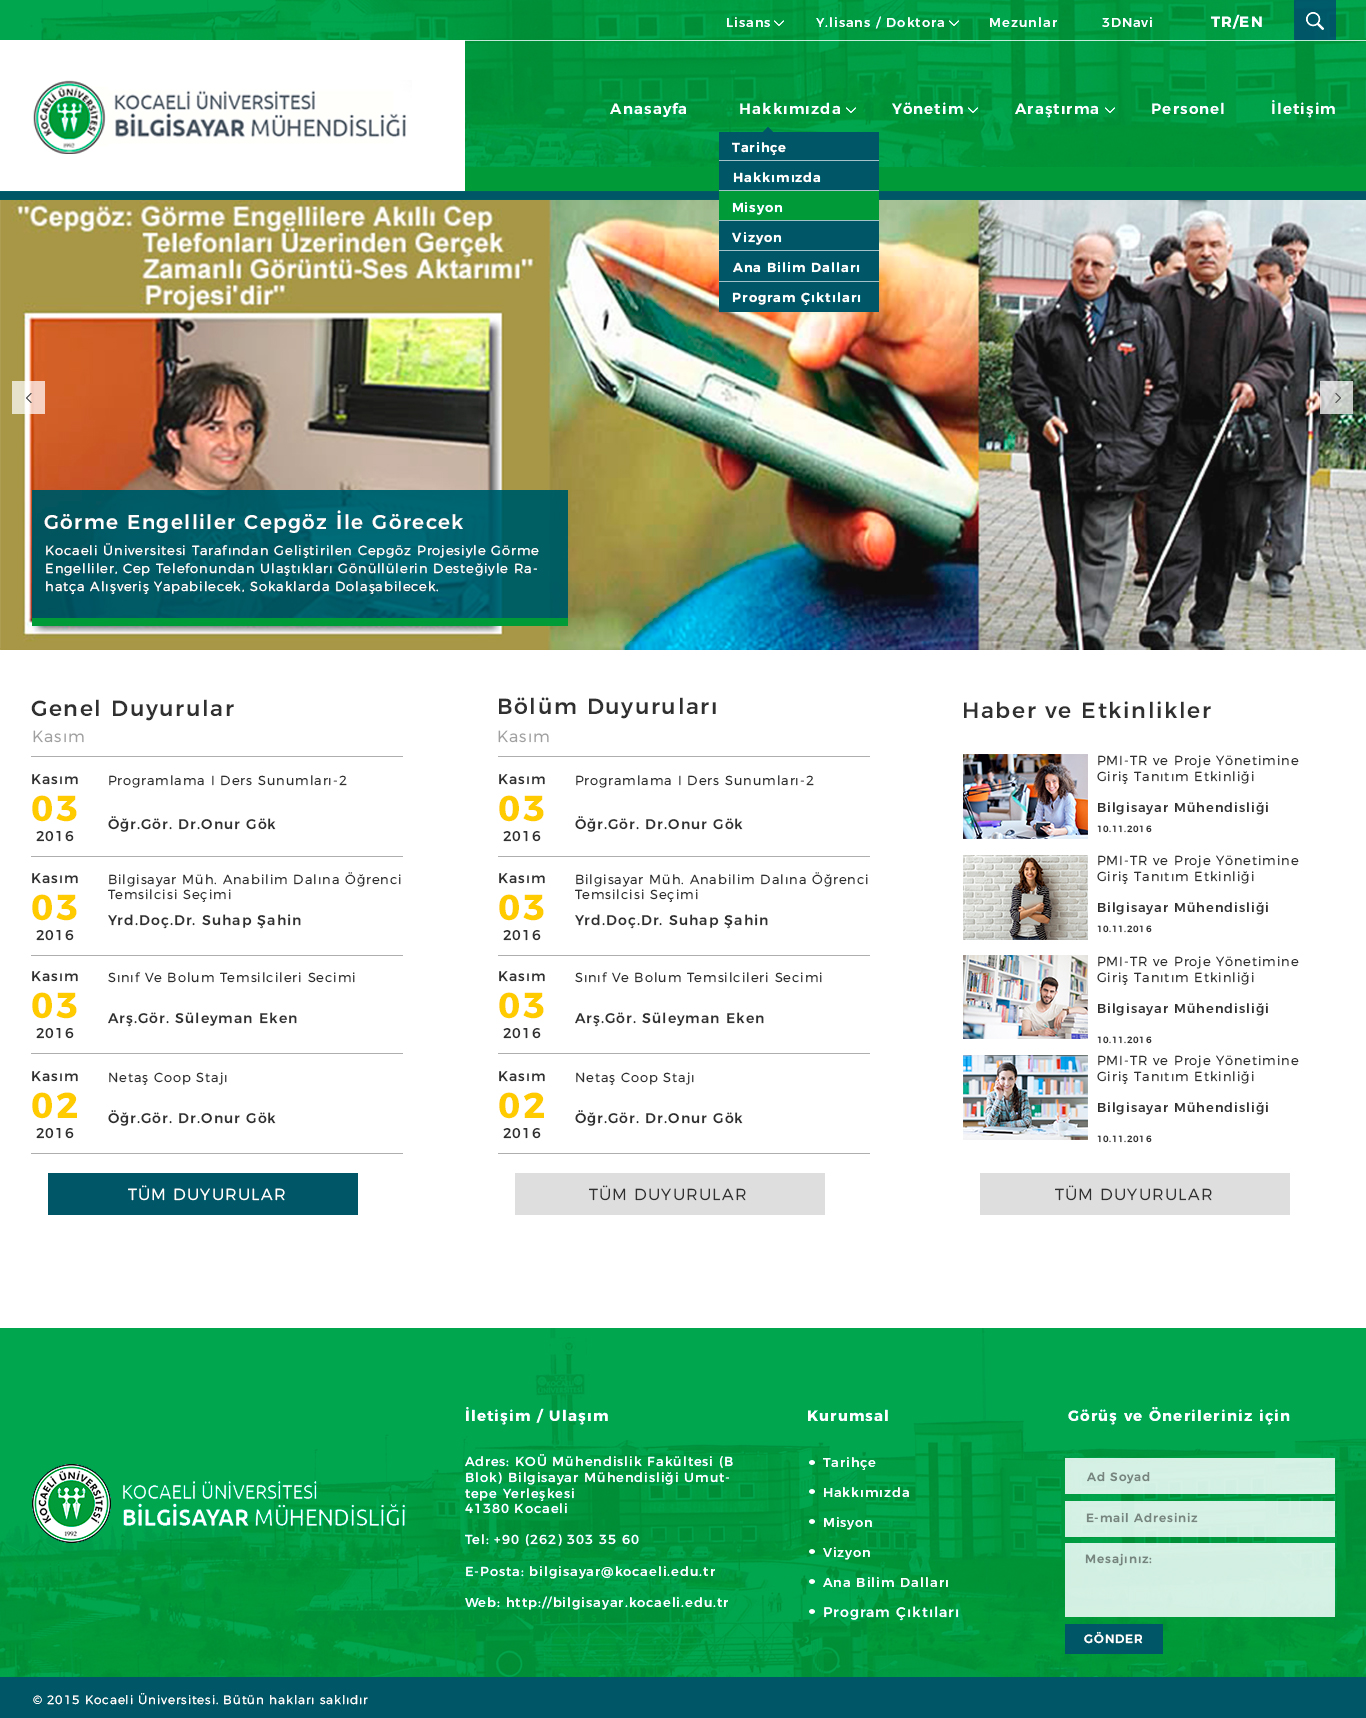 Lisans
Y.lisans / Doktora
Mezunlar
3DNavi
TR/EN
KOCAELİ ÜNİVERSİTESİ
BİLGİSAYAR MÜHENDİSLİĞİ
1992
Anasayfa
Hakkımızda
Yönetim
Araştırma
Personel
İletişim
Tarihçe
Hakkımızda
Misyon
Vizyon
Ana Bilim Dalları
Program Çıktıları
"Cepgöz: Görme Engellilere Akıllı Cep
Telefonları Üzerinden Gerçek
Zamanlı Görüntü-Ses Aktarımı"
Projesi'dir"
Görme Engelliler Cepgöz İle Görecek
Kocaeli Üniversitesi Tarafından Geliştirilen Cepgöz Projesiyle Görme
Engelliler, Cep Telefonundan Ulaştıkları Gönüllülerin Desteğiyle Ra-
hatça Alışveriş Yapabilecek, Sokaklarda Dolaşabilecek.
Genel Duyurular
Kasım
Kasım
03
2016
Programlama I Ders Sunumları-2
Öğr.Gör. Dr.Onur Gök
Kasım
03
2016
Bilgisayar Müh. Anabilim Dalına Öğrenci
Temsilcisi Seçimi
Yrd.Doç.Dr. Suhap Şahin
Kasım
03
2016
Sınıf Ve Bolum Temsilcileri Secimi
Arş.Gör. Süleyman Eken
Kasım
02
2016
Netaş Coop Stajı
Öğr.Gör. Dr.Onur Gök
TÜM DUYURULAR
Bölüm Duyuruları
Kasım
Kasım
03
2016
Programlama I Ders Sunumları-2
Öğr.Gör. Dr.Onur Gök
Kasım
03
2016
Bilgisayar Müh. Anabilim Dalına Öğrenci
Temsilcisi Seçimi
Yrd.Doç.Dr. Suhap Şahin
Kasım
03
2016
Sınıf Ve Bolum Temsilcileri Secimi
Arş.Gör. Süleyman Eken
Kasım
02
2016
Netaş Coop Stajı
Öğr.Gör. Dr.Onur Gök
TÜM DUYURULAR
Haber ve Etkinlikler
PMI-TR ve Proje Yönetimine
Giriş Tanıtım Etkinliği
Bilgisayar Mühendisliği
10.11.2016
PMI-TR ve Proje Yönetimine
Giriş Tanıtım Etkinliği
Bilgisayar Mühendisliği
10.11.2016
PMI-TR ve Proje Yönetimine
Giriş Tanıtım Etkinliği
Bilgisayar Mühendisliği
10.11.2016
PMI-TR ve Proje Yönetimine
Giriş Tanıtım Etkinliği
Bilgisayar Mühendisliği
10.11.2016
TÜM DUYURULAR
KOCAELİ ÜNİVERSİTESİ
1992
KOCAELİ ÜNİVERSİTESİ
BİLGİSAYAR MÜHENDİSLİĞİ
İletişim / Ulaşım
Adres: KOÜ Mühendislik Fakültesi (B
Blok) Bilgisayar Mühendisliği Umut-
tepe Yerleşkesi
41380 Kocaeli
Tel: +90 (262) 303 35 60
E-Posta: bilgisayar@kocaeli.edu.tr
Web: http://bilgisayar.kocaeli.edu.tr
Kurumsal
• Tarihçe
• Hakkımızda
• Misyon
• Vizyon
• Ana Bilim Dalları
• Program Çıktıları
Görüş ve Önerileriniz için
Ad Soyad
E-mail Adresiniz
Mesajınız:
GÖNDER
© 2015 Kocaeli Üniversitesi. Bütün hakları saklıdır